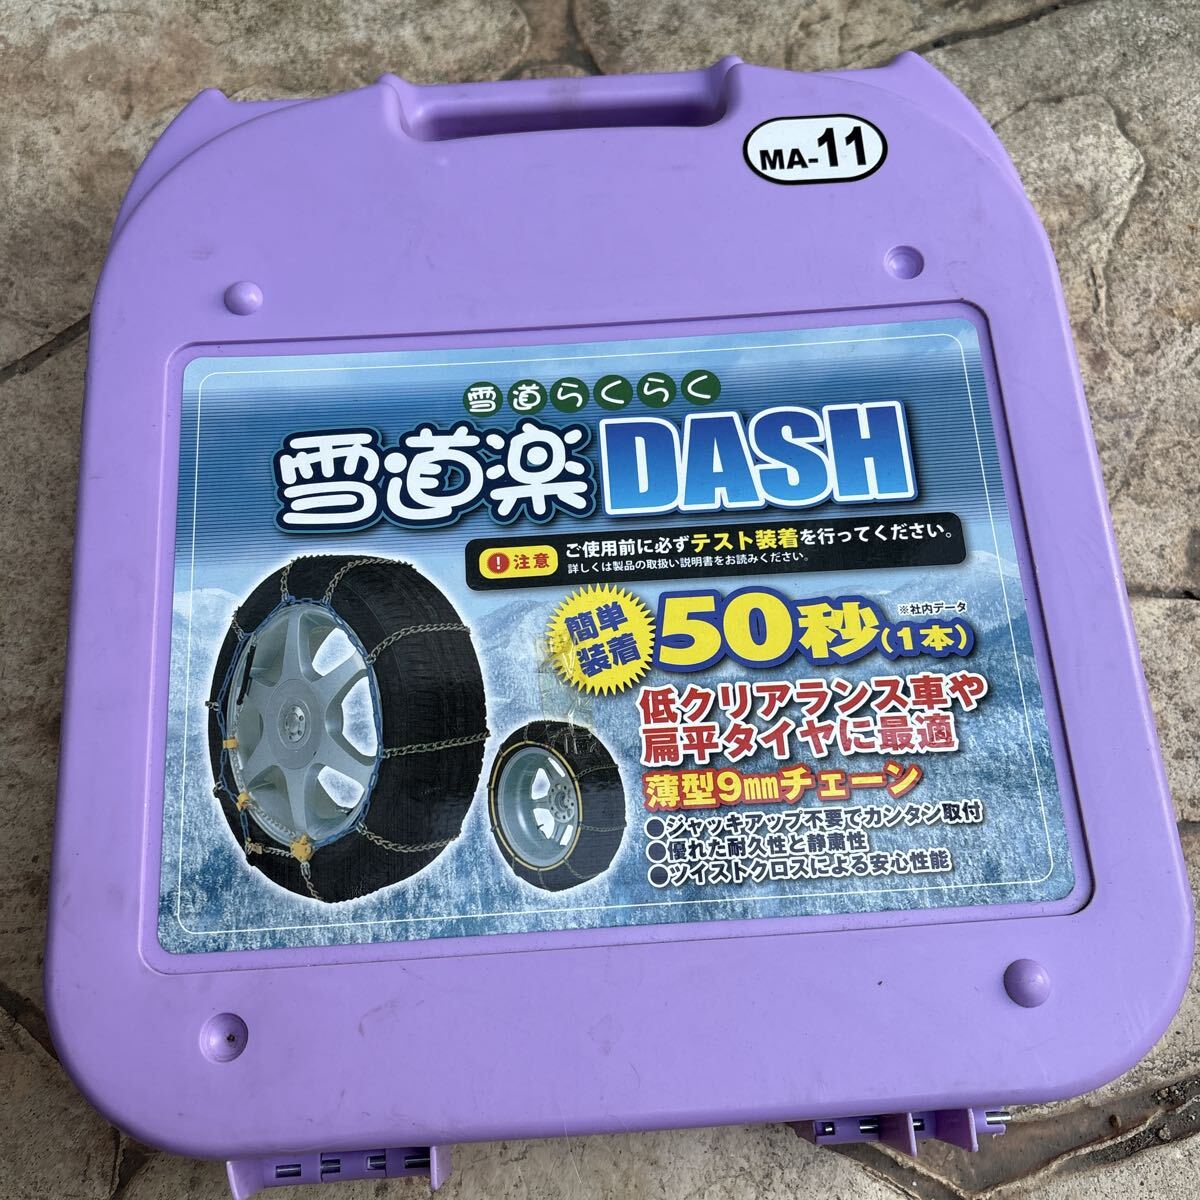 MA-11
雪道らくらく
雪道楽DASH
! 注意 ご使用前に必ずテスト装着を行ってください。
詳しくは製品の取扱い説明書をお読みください。
簡単
装着
50秒(1本)
※社内データ
低クリアランス車や
扁平タイヤに最適
薄型9mmチェーン
●ジャッキアップ不要でカンタン取付
●優れた耐久性と静粛性
●ツイストクロスによる安心性能